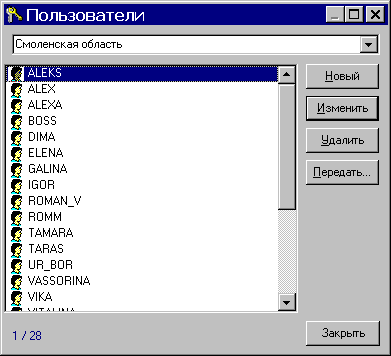 Пользователи
Смоленская область
ALEKS
ALEX
ALEXA
BOSS
DIMA
ELENA
GALINA
IGOR
ROMAN_V
ROMM
TAMARA
TARAS
UR_BOR
VASSORINA
VIKA
VITALINA
Новый
Изменить
Удалить
Передать...
1 / 28
Закрыть